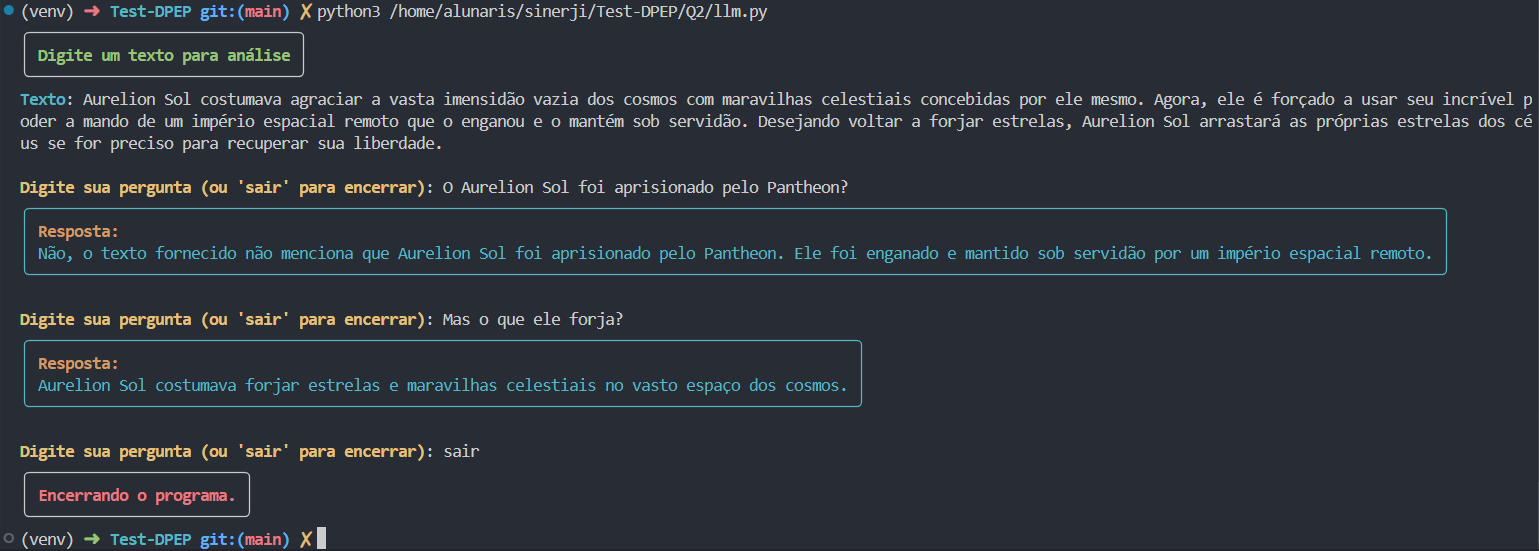 (venv) ➜ Test-DPEP git:(main) ✗ python3 /home/alunaris/sinerji/Test-DPEP/Q2/llm.py
Digite um texto para análise
Texto: Aurelion Sol costumava agraciar a vasta imensidão vazia dos cosmos com maravilhas celestiais concebidas por ele mesmo. Agora, ele é forçado a usar seu incrível p
oder a mando de um império espacial remoto que o enganou e o mantém sob servidão. Desejando voltar a forjar estrelas, Aurelion Sol arrastará as próprias estrelas dos cé
us se for preciso para recuperar sua liberdade.
Digite sua pergunta (ou 'sair' para encerrar): O Aurelion Sol foi aprisionado pelo Pantheon?
Resposta:
Não, o texto fornecido não menciona que Aurelion Sol foi aprisionado pelo Pantheon. Ele foi enganado e mantido sob servidão por um império espacial remoto.
Digite sua pergunta (ou 'sair' para encerrar): Mas o que ele forja?
Resposta:
Aurelion Sol costumava forjar estrelas e maravilhas celestiais no vasto espaço dos cosmos.
Digite sua pergunta (ou 'sair' para encerrar): sair
Encerrando o programa.
(venv) ➜ Test-DPEP git:(main) ✗